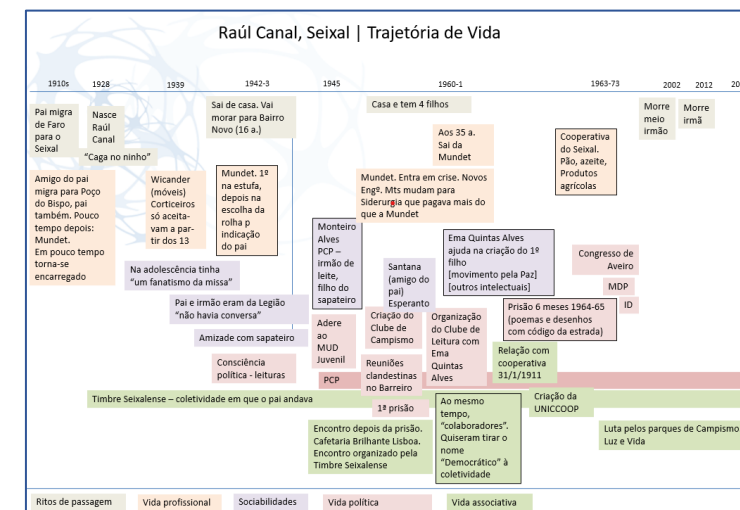 Raúl Canal, Seixal | Trajetória de Vida
1910s
1928
1939
1942-3
1945
1960-1
1963-73
2002
2012
20
Pai migra
de Faro
para o
Seixal
Nasce
Raúl
Canal
"Caga no ninho"
Sai de casa. Vai
morar para Bairro
Novo (16 a.)
Casa e tem 4 filhos
Morre
meio
irmão
Morre
irmã
Aos 35 a.
Sai da
Mundet
Cooperativa
do Seixal.
Pão, azeite,
Produtos
agrícolas
Amigo do pai
migra para Poço
do Bispo, pai
também. Pouco
tempo depois:
Mundet.
Em pouco tempo
torna-se
encarregado
Wicander
(móveis)
Corticeiros
só aceita-
vam a par-
tir dos 13
Mundet. 1º
na estufa,
depois na
escolha da
rolha p
indicação
do pai
Mundet. Entra em crise. Novos
Engº. Mts mudam para
Siderurgia que pagava mais do
que a Mundet
Monteiro
Alves
PCP –
irmão de
leite,
filho do
sapateiro
Ema Quintas Alves
ajuda na criação do 1º
filho
[movimento pela Paz]
[outros intelectuais]
Congresso de
Aveiro
MDP
ID
Na adolescência tinha
"um fanatismo da missa"
Santana
(amigo do
pai)
Esperanto
Pai e irmão eram da Legião
"não havia conversa"
Prisão 6 meses 1964-65
(poemas e desenhos
com código da estrada)
Amizade com sapateiro
Adere
ao
MUD
Juvenil
Criação do
Clube de
Campismo
Organização
do Clube de
Leitura com
Ema
Quintas
Alves
Relação com
cooperativa
31/1/1911
Consciência
política - leituras
Reuniões
clandestinas
no Barreiro
PCP
Timbre Seixalense – coletividade em que o pai andava
1ª prisão
Ao mesmo
tempo,
"colaboradores".
Quiseram tirar o
nome
"Democrático" à
coletividade
Criação da
UNICCOOP
Encontro depois da prisão.
Cafetaria Brilhante Lisboa.
Encontro organizado pela
Timbre Seixalense
Luta pelos parques de Campismo
Luz e Vida
Ritos de passagem
Vida profissional
Sociabilidades
Vida política
Vida associativa